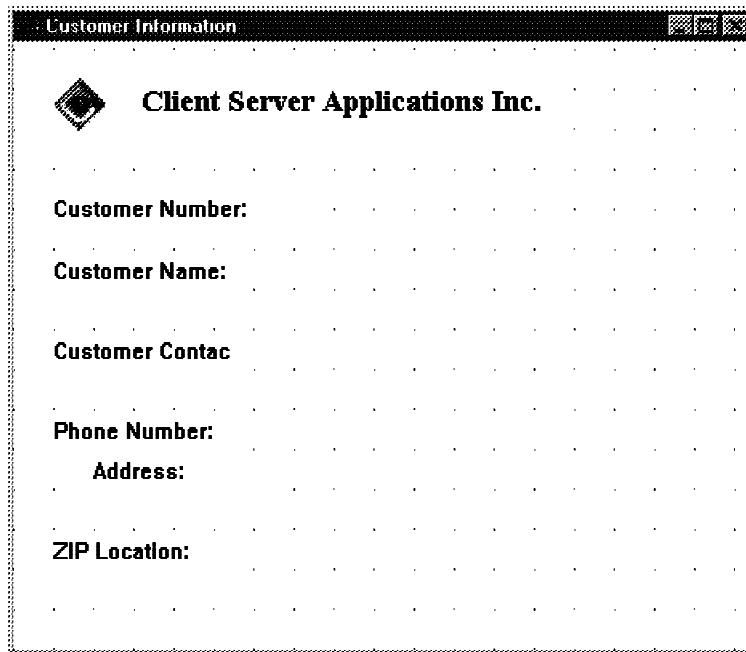 Customer Information
Client Server Applications Inc.
Customer Number:
Customer Name:
Customer Contac
Phone Number:
Address:
ZIP Location: